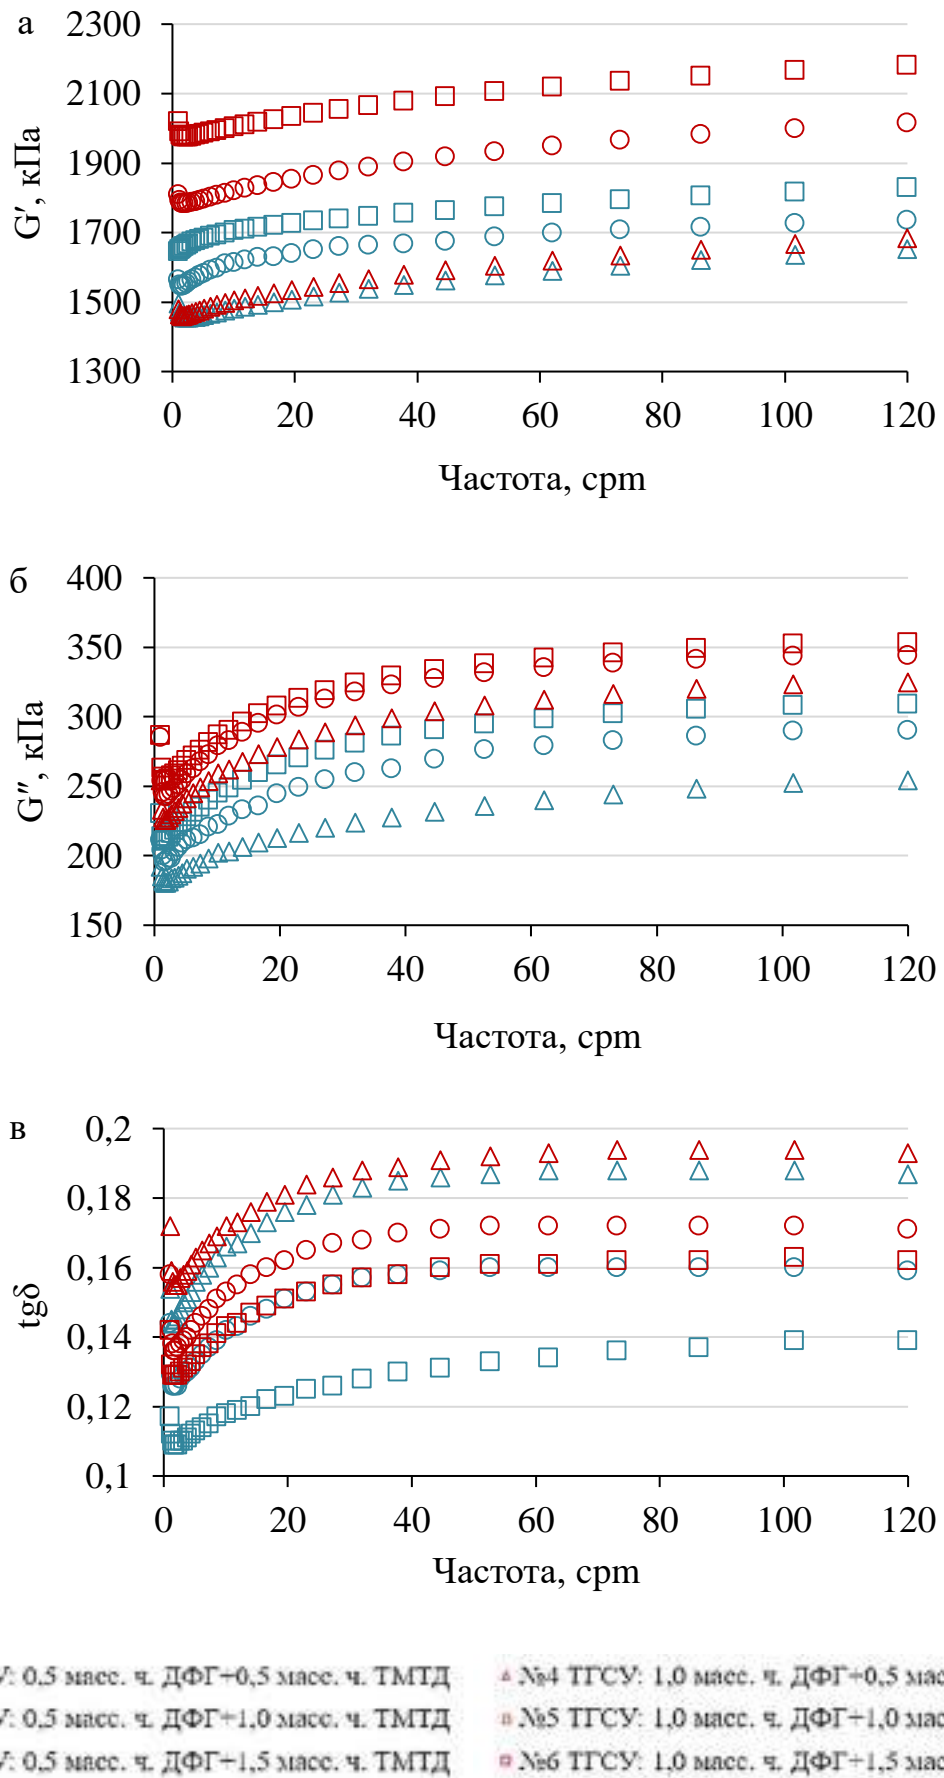 а
2300
2100
1900
1700
1500
1300
G′, кПа
0 20 40 60 80 100 120
Частота, cpm
б
400
350
300
250
200
150
G″, кПа
0 20 40 60 80 100 120
Частота, cpm
в
0,2
0,18
0,16
0,14
0,12
0,1
tgδ
0 20 40 60 80 100 120
Частота, cpm
У: 0,5 масс. ч. ДФГ+0,5 масс. ч. ТМТД
У: 0,5 масс. ч. ДФГ+1,0 масс. ч. ТМТД
У: 0,5 масс. ч. ДФГ+1,5 масс. ч. ТМТД
№4 ТГСУ: 1,0 масс. ч. ДФГ+0,5 мас
№5 ТГСУ: 1,0 масс. ч. ДФГ+1,0 мас
№6 ТГСУ: 1,0 масс. ч. ДФГ+1,5 мас